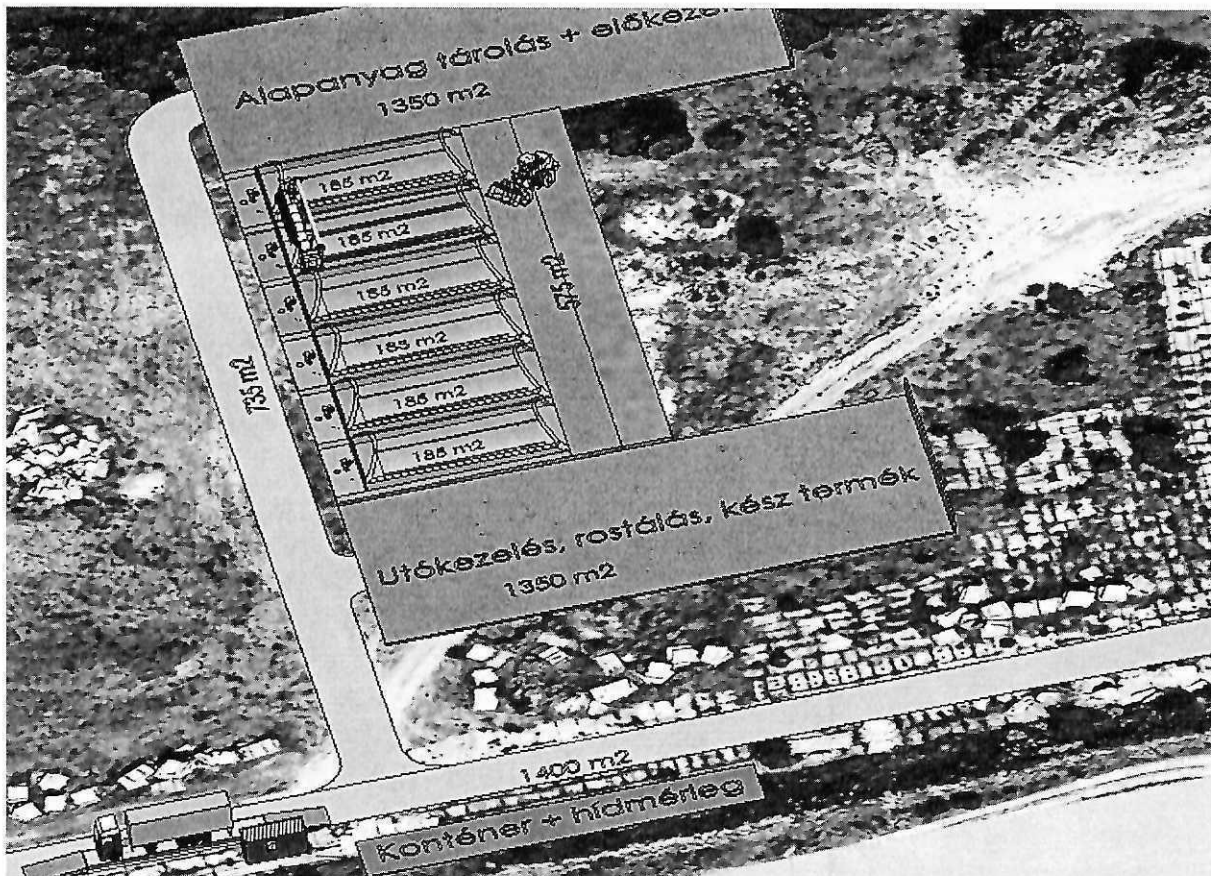 Alapanyag tárolás + előkezel
1350 m2
185 m2
185 m2
185 m2
185 m2
185 m2
185 m2
575 m2
735 m2
Utókezelés, rostálás, kész termék
1350 m2
1400 m2
Konténer + hídmérleg